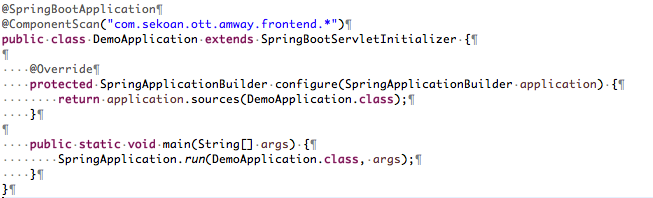 @SpringBootApplication¶
@ComponentScan("com.sekoan.ott.amway.frontend.*")¶
public·class·DemoApplication·extends·SpringBootServletInitializer·{¶
¶
····@Override¶
····protected·SpringApplicationBuilder·configure(SpringApplicationBuilder·application)·{¶
········return·application.sources(DemoApplication.class);¶
····}¶
¶
····public·static·void·main(String[]·args)·{¶
········SpringApplication.run(DemoApplication.class,·args);¶
····}¶
}¶